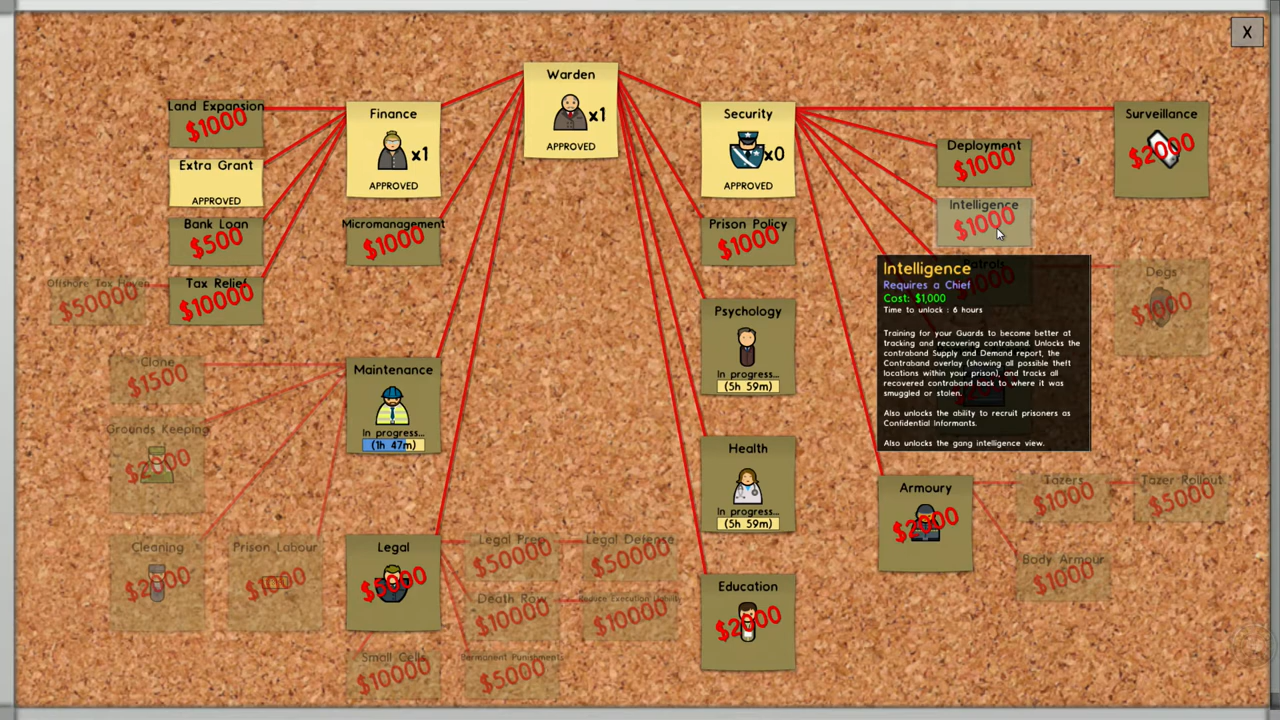 X
Warden
x1
APPROVED
Land Expansion
$1000
Finance
x1
APPROVED
Security
x0
APPROVED
Surveillance
$2000
Deployment
$1000
Extra Grant
APPROVED
Intelligence
$1000
Bank Loan
$500
Micromanagement
$1000
Prison Policy
$1000
Offshore Tax Haven
$50000
Tax Relief
$10000
Patrols
$1000
Dogs
$1000
Intelligence
Requires a Chief
Cost: $1,000
Time to unlock : 6 hours
Training for your Guards to become better at
tracking and recovering contraband. Unlocks the
contraband Supply and Demand report, the
Contraband overlay (showing all possible theft
locations within your prison), and tracks all
recovered contraband back to where it was
smuggled or stolen.
Also unlocks the ability to recruit prisoners as
Confidential Informants.
Also unlocks the gang intelligence view.
Psychology
In progress...
(5h 59m)
Clone
$1500
Maintenance
In progress...
(1h 47m)
Grounds Keeping
$2000
Health
In progress...
(5h 59m)
Armoury
$2000
Tazers
$1000
Tazer Rollout
$5000
Body Armour
$1000
Cleaning
$2000
Prison Labour
$1000
Legal
$5000
Legal Prep
$50000
Legal Defense
$50000
Death Row
$10000
Reduce Execution Liability
$10000
Small Cells
$10000
Permanent Punishments
$5000
Education
$2000